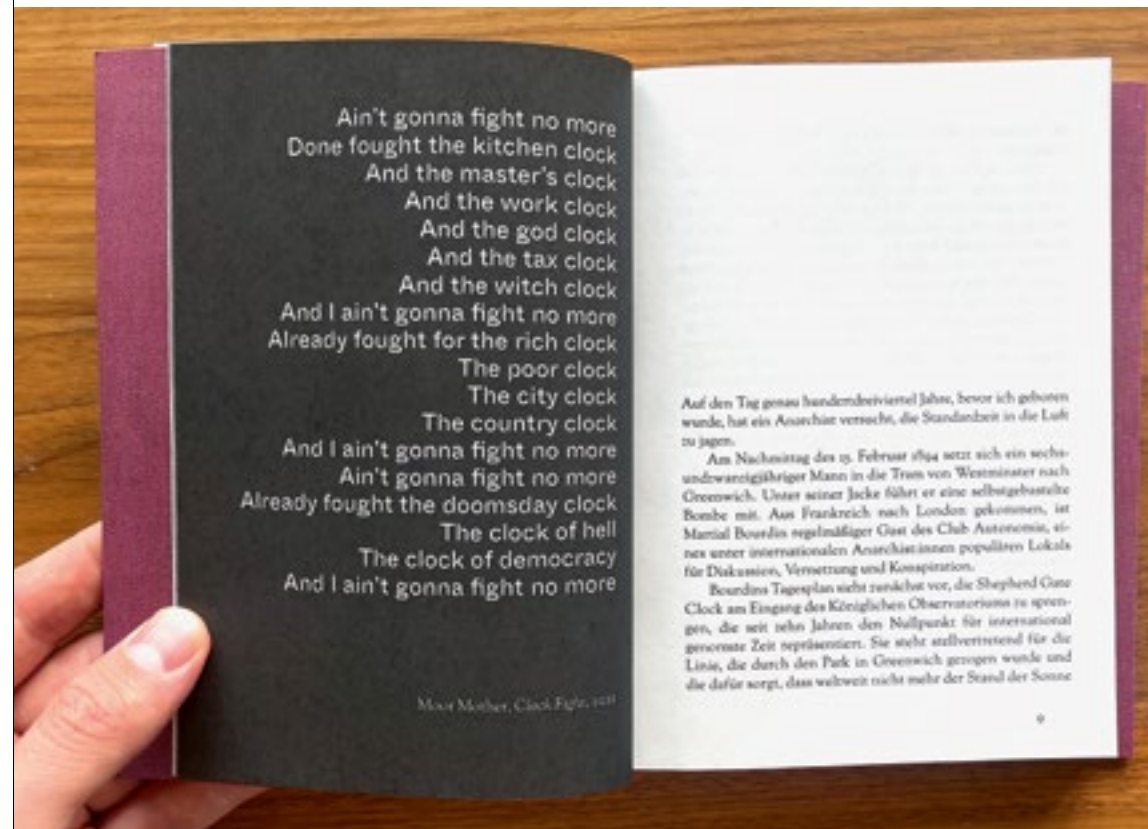 Ain't gonna fight no more
Done fought the kitchen clock
And the master's clock
And the work clock
And the god clock
And the tax clock
And the witch clock
And I ain't gonna fight no more
Already fought for the rich clock
The poor clock
The city clock
The country clock
And I ain't gonna fight no more
Ain't gonna fight no more
Already fought the doomsday clock
The clock of hell
The clock of democracy
And I ain't gonna fight no more
Moor Mother, Clock Fight,
Auf den Tag genau hundertdreiviertel Jahre, bevor ich geboren
wurde, hat ein Anarchist versucht, die Standardzeit in die Luft
zu jagen.
Am Nachmittag des 15. Februar 1894 setzt sich ein sechs-
undzwanzigjähriger Mann in die Tram von Westminster nach
Greenwich. Unter seiner Jacke führt er eine selbstgebastelte
Bombe mit. Aus Frankreich nach London gekommen, ist
Martial Bourdin regelmäßiger Gast des Club Autonomie, ei-
nes unter internationalen Anarchist:innen populären Lokals
für Diskussion, Vernetzung und Konspiration.
Bourdins Tagesplan sieht zunächst vor, die Shepherd Gate
Clock am Eingang des Königlichen Observatoriums zu spren-
gen, die seit zehn Jahren den Nullpunkt für international
genormte Zeit repräsentiert. Sie steht stellvertretend für die
Linie, die durch den Park in Greenwich gezogen wurde und
die dafür sorgt, dass weltweit nicht mehr der Stand der Sonne